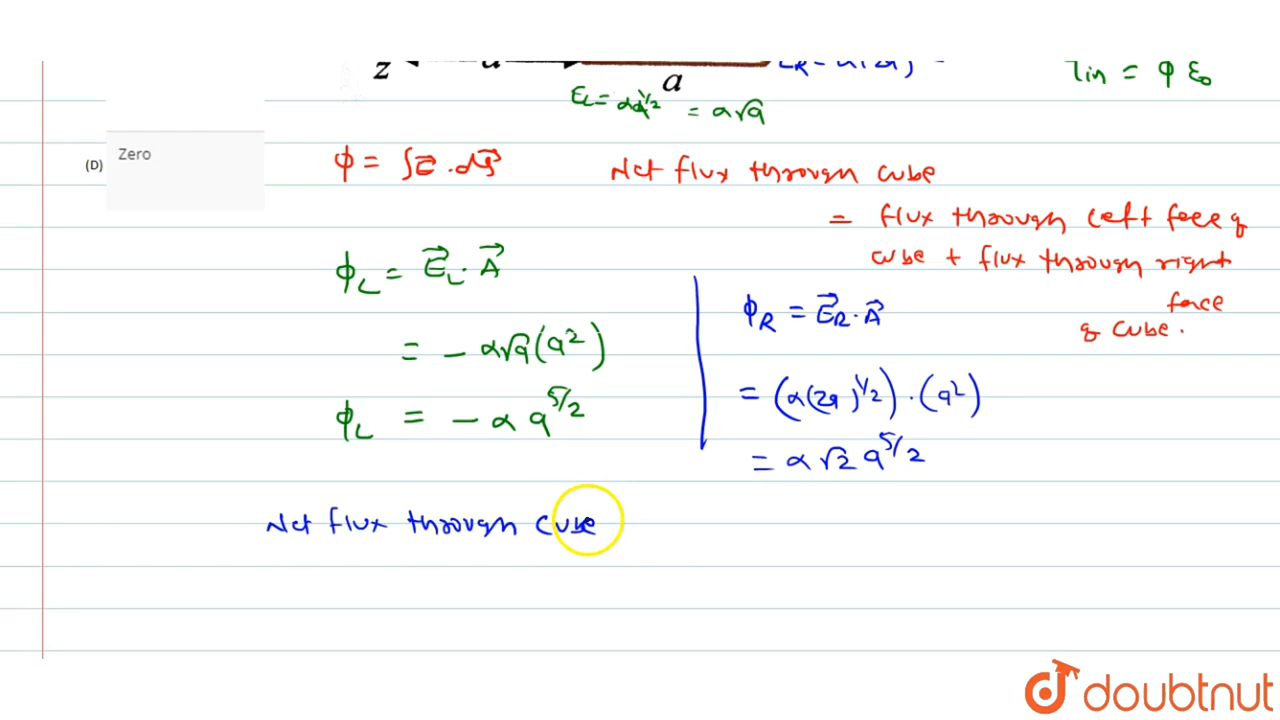 z
a
a
E_L = αa^{1/2} = α√a
q_in = φ ε₀
(D) Zero
φ = ∫E⃗ . dS⃗
Net flux through cube
= flux through left face of
cube + flux through right
face
of cube .
φ_L = E⃗_L . A⃗
= - α√a (a²)
φ_L = - α a^{5/2}
φ_R = E⃗_R . A⃗
= (α(2a)^{1/2}) . (a²)
= α √2 a^{5/2}
Net flux through cube
doubtnut